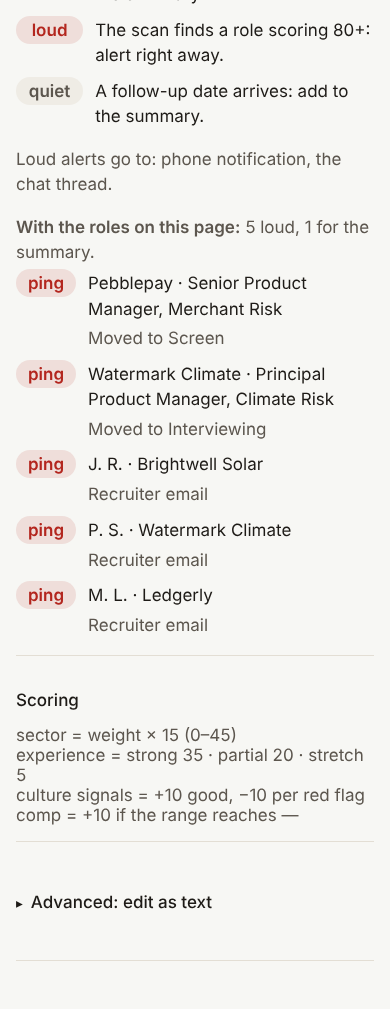 loud The scan finds a role scoring 80+:
alert right away.
quiet A follow-up date arrives: add to
the summary.
Loud alerts go to: phone notification, the
chat thread.
With the roles on this page: 5 loud, 1 for the
summary.
ping Pebblepay · Senior Product
Manager, Merchant Risk
Moved to Screen
ping Watermark Climate · Principal
Product Manager, Climate Risk
Moved to Interviewing
ping J. R. · Brightwell Solar
Recruiter email
ping P. S. · Watermark Climate
Recruiter email
ping M. L. · Ledgerly
Recruiter email
Scoring
sector = weight × 15 (0–45)
experience = strong 35 · partial 20 · stretch
5
culture signals = +10 good, −10 per red flag
comp = +10 if the range reaches —
▸ Advanced: edit as text